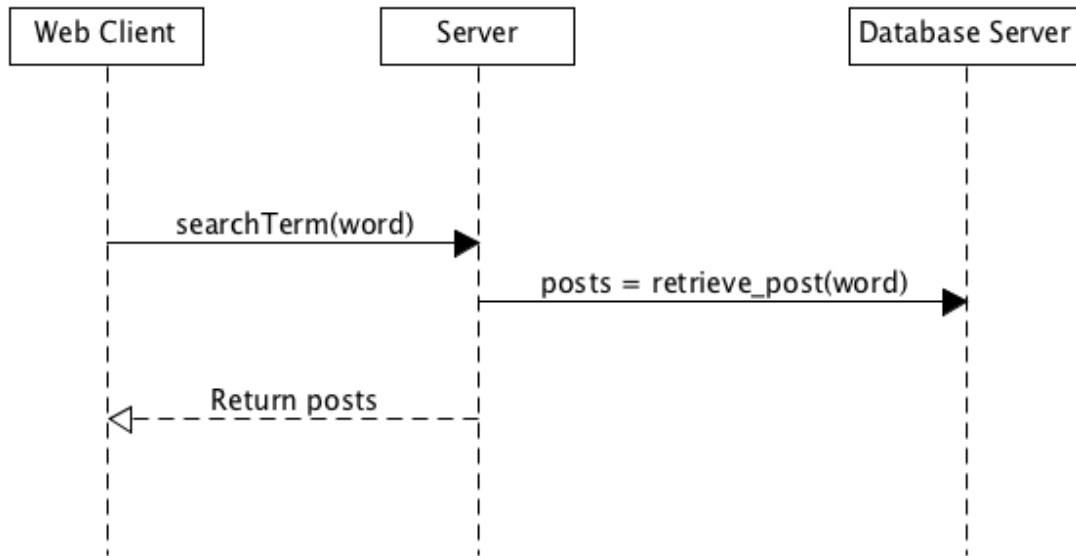 Web Client
Server
Database Server
searchTerm(word)
posts = retrieve_post(word)
Return posts